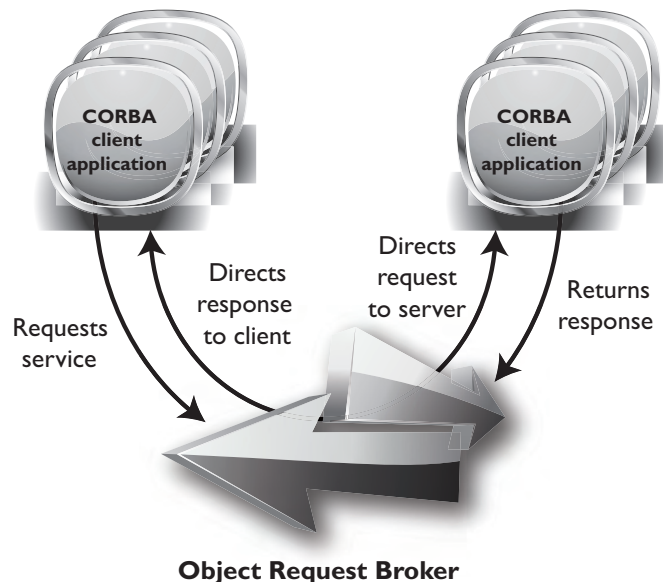 CORBA
client
application
CORBA
client
application
Requests
service
Directs
response
to client
Directs
request
to server
Returns
response
Object Request Broker